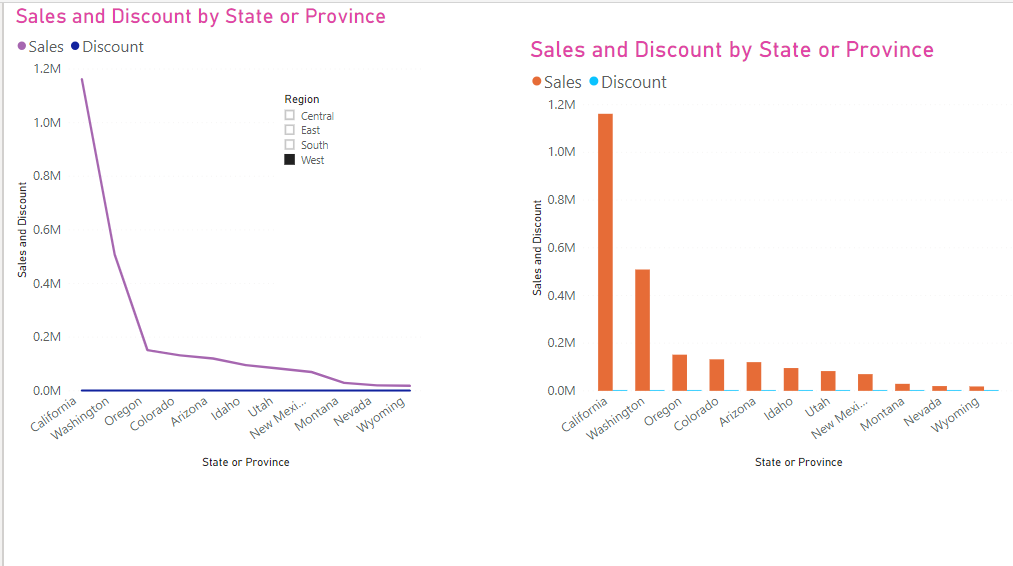 Sales and Discount by State or Province
Sales Discount
1.2M
1.0M
0.8M
0.6M
0.4M
0.2M
0.0M
Sales and Discount
Region
Central
East
South
West
California
Washington
Oregon
Colorado
Arizona
Idaho
Utah
New Mexi...
Montana
Nevada
Wyoming
State or Province
Sales and Discount by State or Province
Sales Discount
1.2M
1.0M
0.8M
0.6M
0.4M
0.2M
0.0M
Sales and Discount
California
Washington
Oregon
Colorado
Arizona
Idaho
Utah
New Mexi...
Montana
Nevada
Wyoming
State or Province